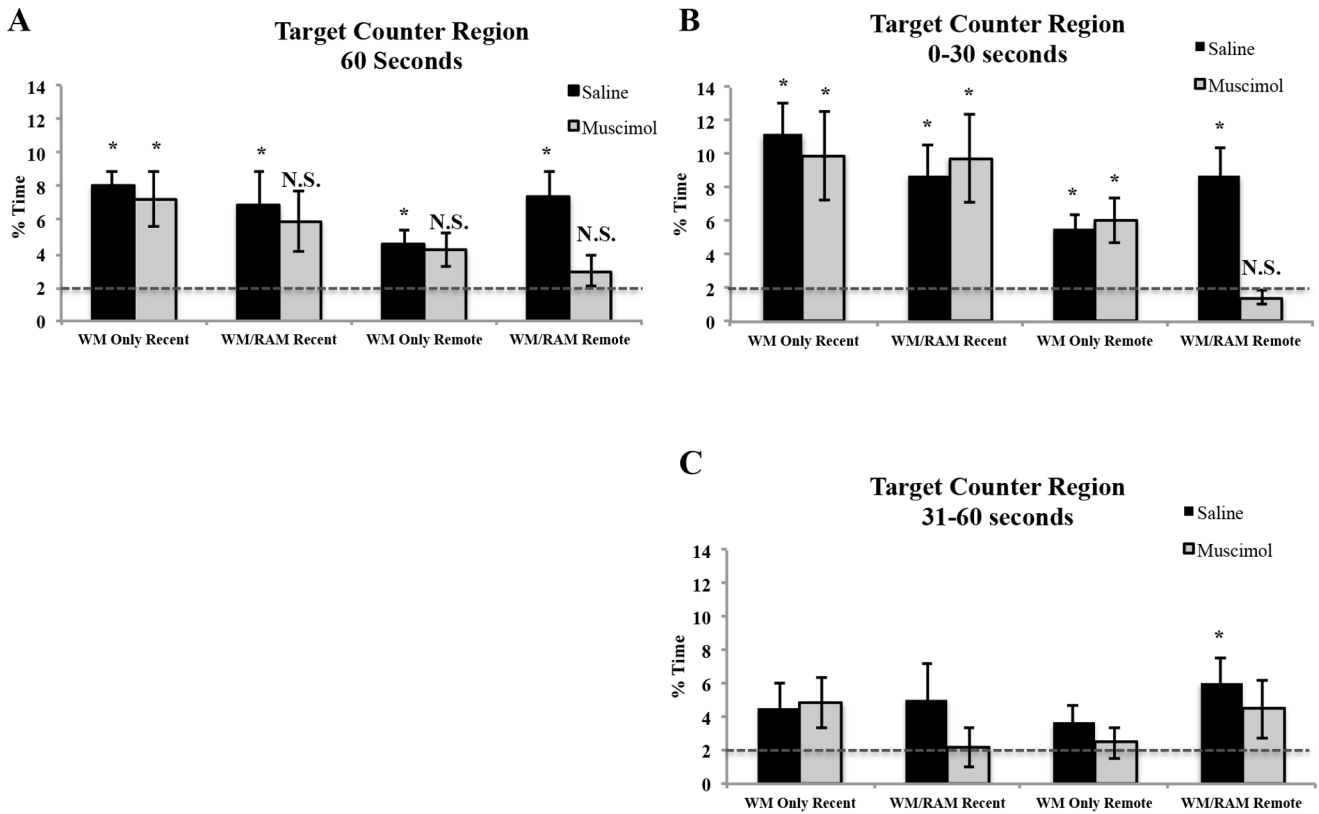 A
Target Counter Region
60 Seconds
Saline
Muscimol
% Time
14
12
10
8
6
4
2
0
* * * N.S. * N.S. * N.S.
WM Only Recent WM/RAM Recent WM Only Remote WM/RAM Remote
B
Target Counter Region
0-30 seconds
Saline
Muscimol
% Time
14
12
10
8
6
4
2
0
* * * * * * * N.S.
WM Only Recent WM/RAM Recent WM Only Remote WM/RAM Remote
C
Target Counter Region
31-60 seconds
Saline
Muscimol
% Time
14
12
10
8
6
4
2
0
*
WM Only Recent WM/RAM Recent WM Only Remote WM/RAM Remote